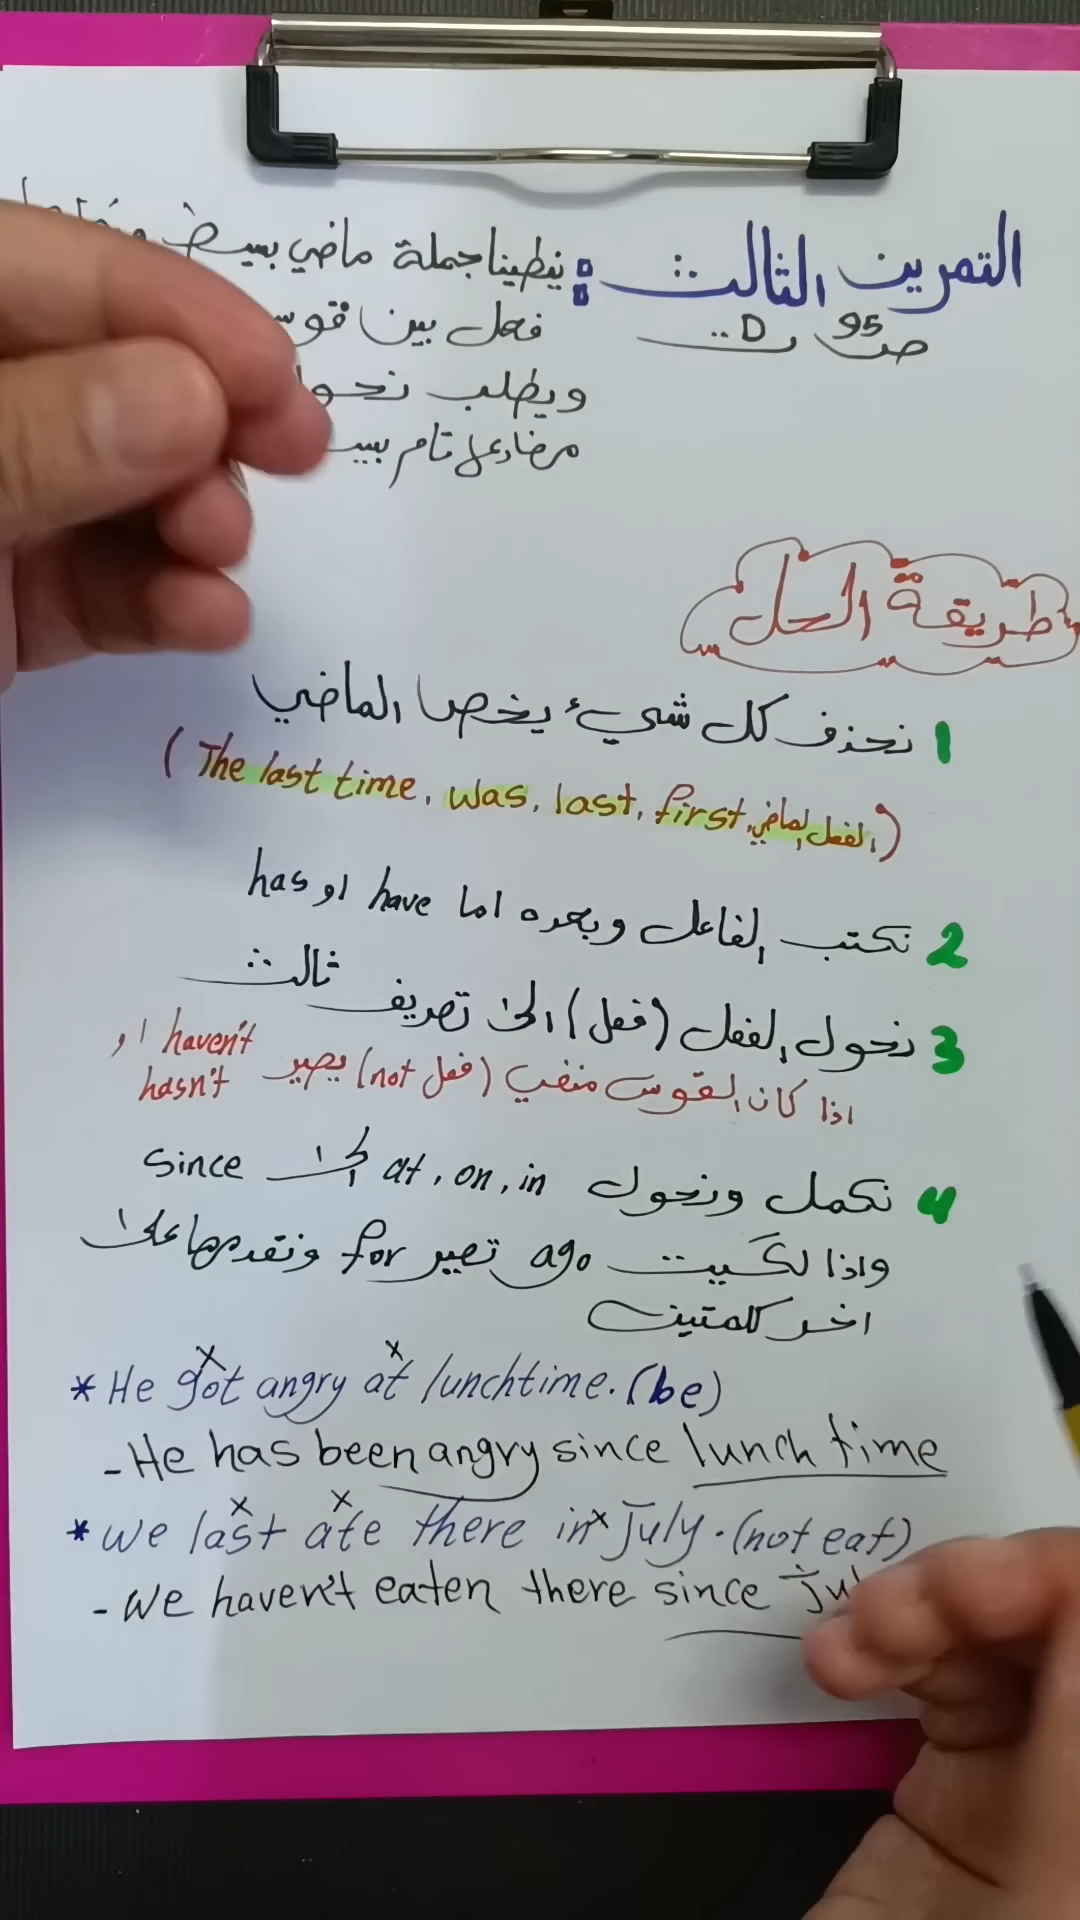 التمرين الثالث : ينطينا جملة ماضي بسيط
ص 95 ت D
فعل بين
ويطلب
مضارع تام
طريقة الحل
1 نحذف كل شيء يخص الماضي
(The last time, was, last, first, الفعل الماضي)
2 نكتب الفاعل وبعده اما have او has
3 نحول الفعل (فعل) الى تصريف ثالث
اذا كان القوس منفي (فعل not) يصير haven't او
hasn't
4 نكمل ونحول at, on, in الى since
واذا لگيت ago تصير for ونقدمها على
اخر كلمتين
* He got angry at lunchtime. (be)
- He has been angry since lunch time
* we last ate there in July. (not eat)
- we haven't eaten there since